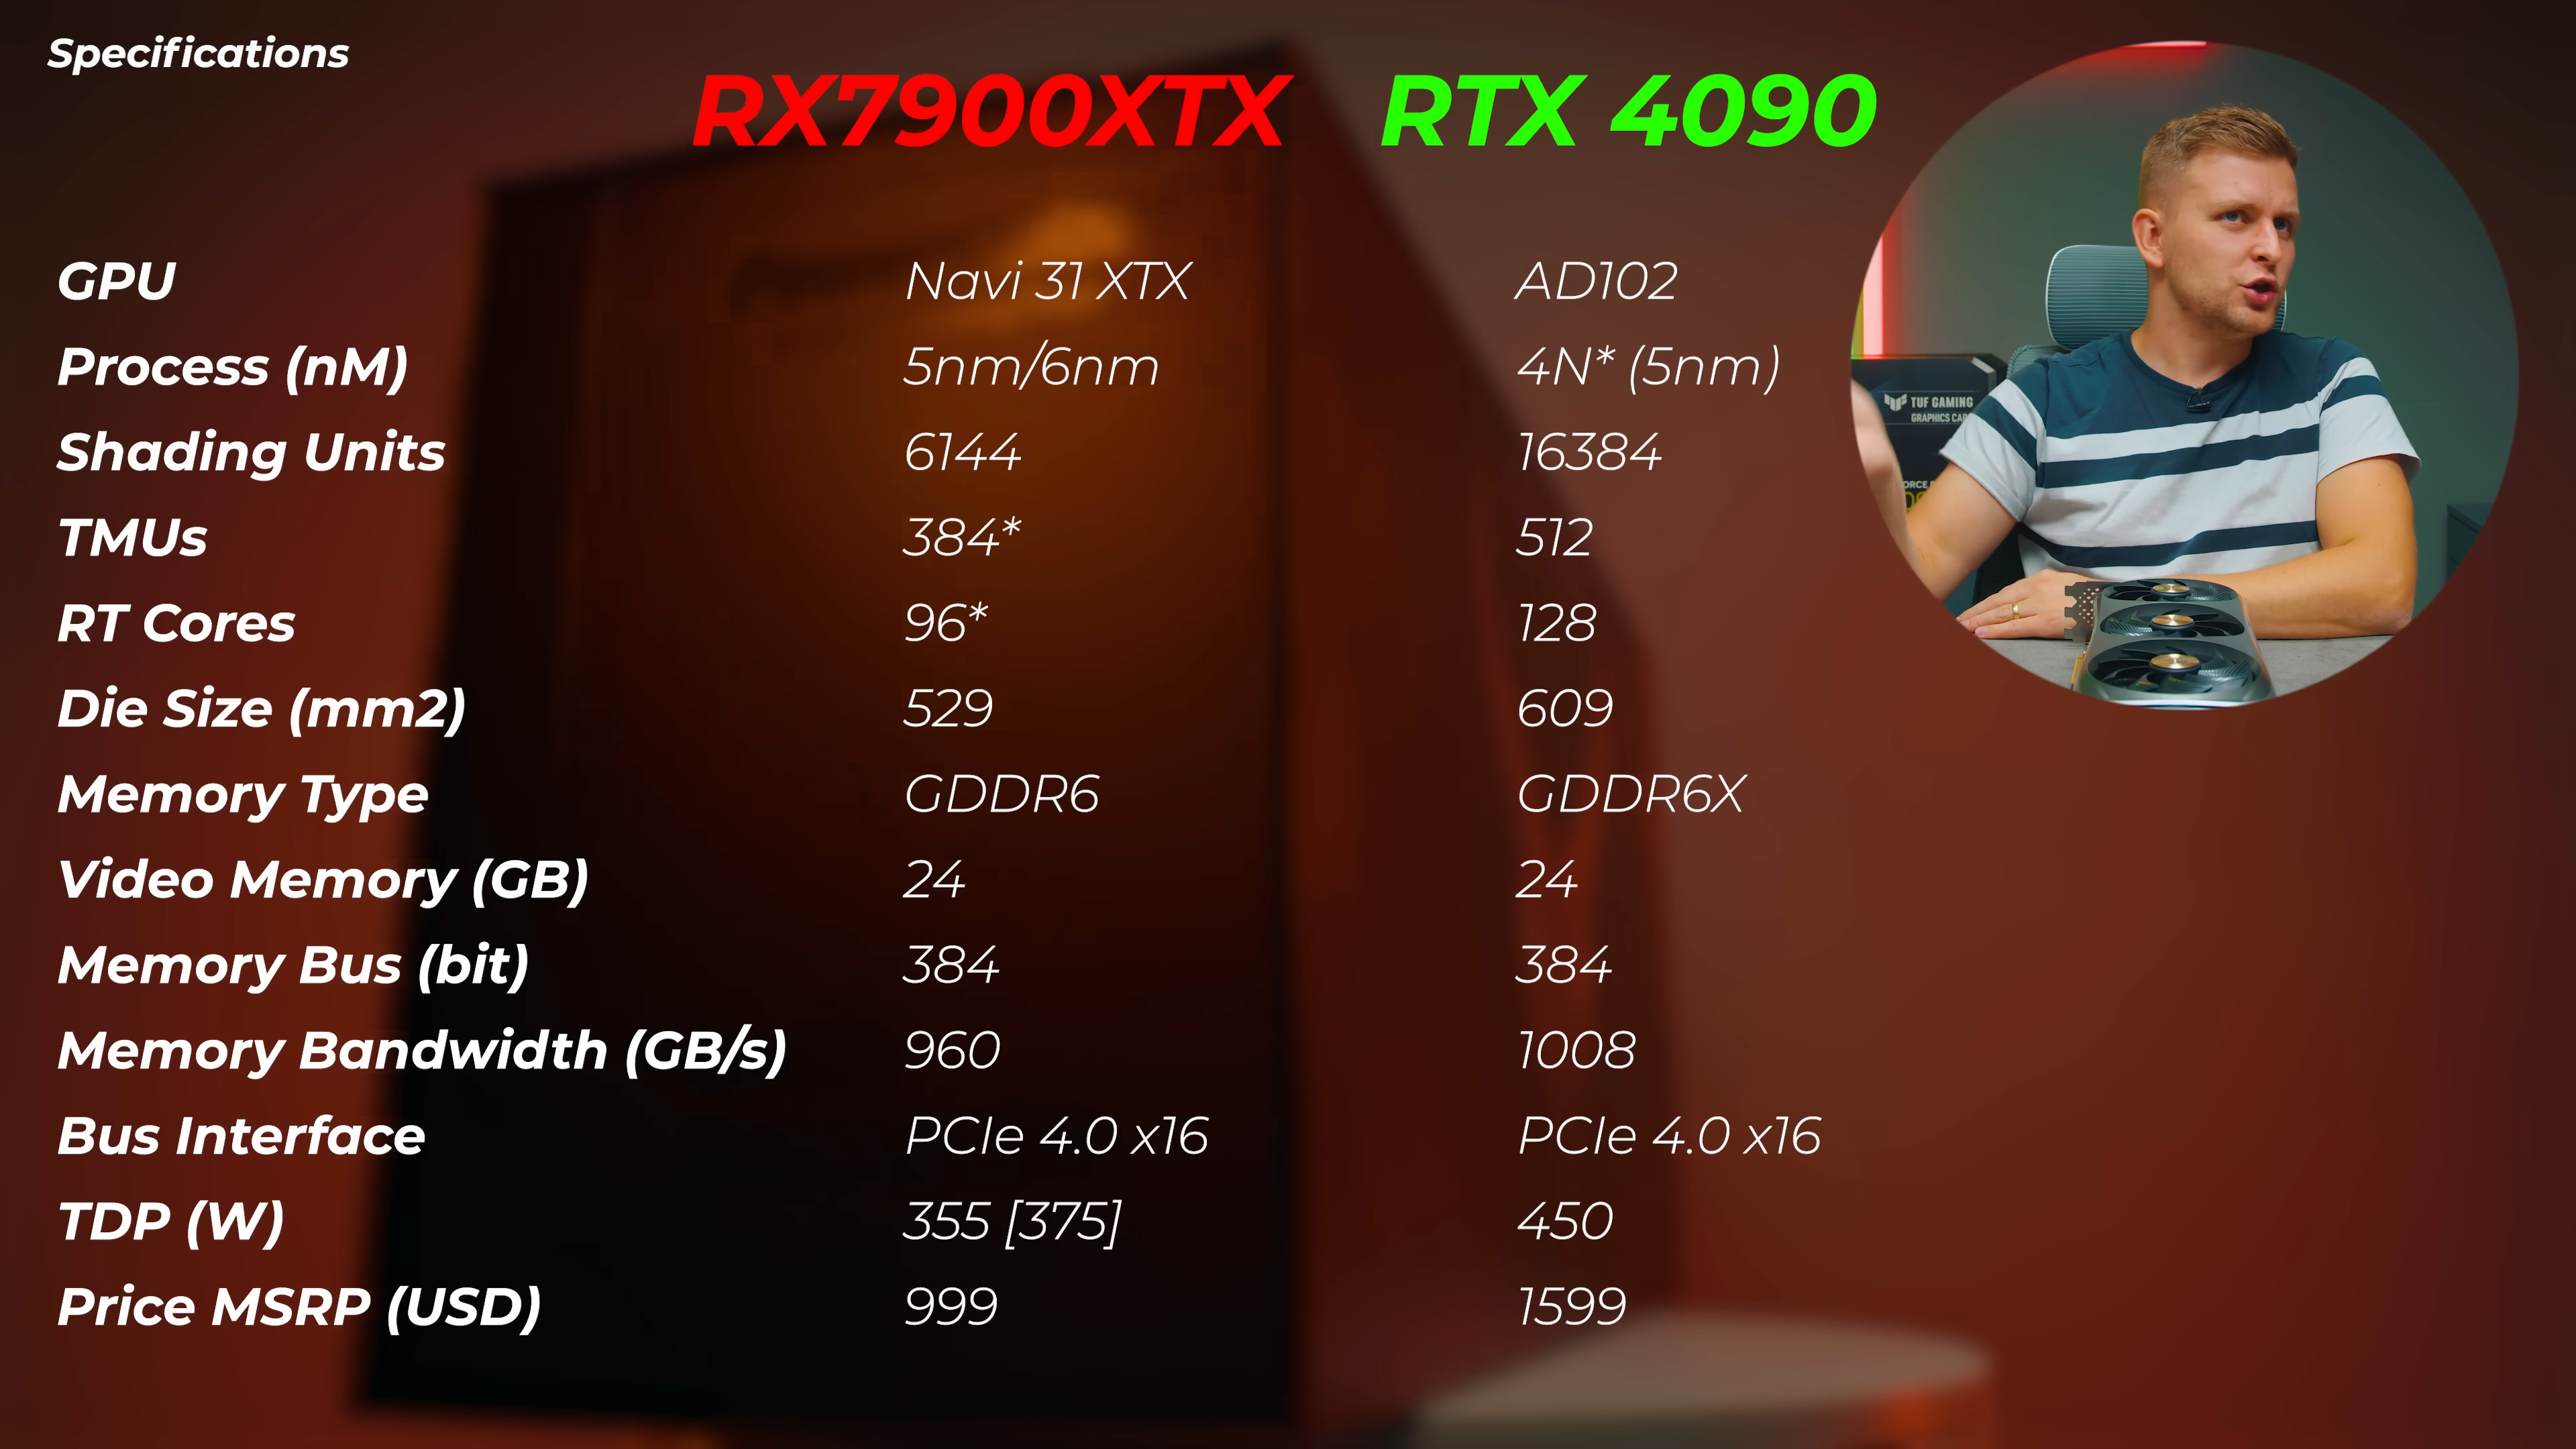 Specifications
RX7900XTX RTX 4090
GPU Navi 31 XTX AD102
Process (nM) 5nm/6nm 4N* (5nm)
Shading Units 6144 16384
TMUs 384* 512
RT Cores 96* 128
Die Size (mm2) 529 609
Memory Type GDDR6 GDDR6X
Video Memory (GB) 24 24
Memory Bus (bit) 384 384
Memory Bandwidth (GB/s) 960 1008
Bus Interface PCIe 4.0 x16 PCIe 4.0 x16
TDP (W) 355 [375] 450
Price MSRP (USD) 999 1599
TUF GAMING
GRAPHICS